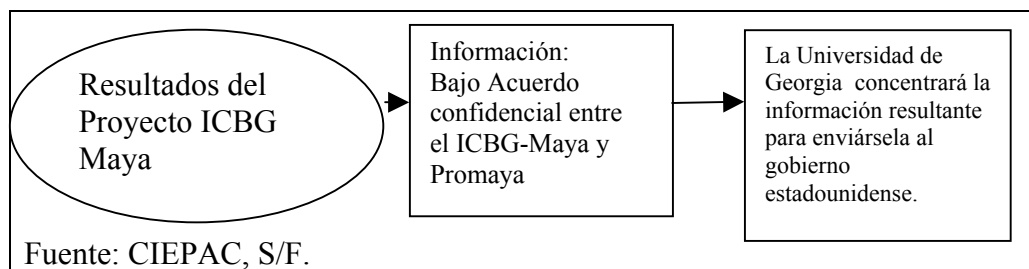 Resultados del
Proyecto ICBG
Maya
Información:
Bajo Acuerdo
confidencial entre
el ICBG-Maya y
Promaya
La Universidad de
Georgia concentrará la
información resultante
para enviársela al
gobierno
estadounidense.
Fuente: CIEPAC, S/F.